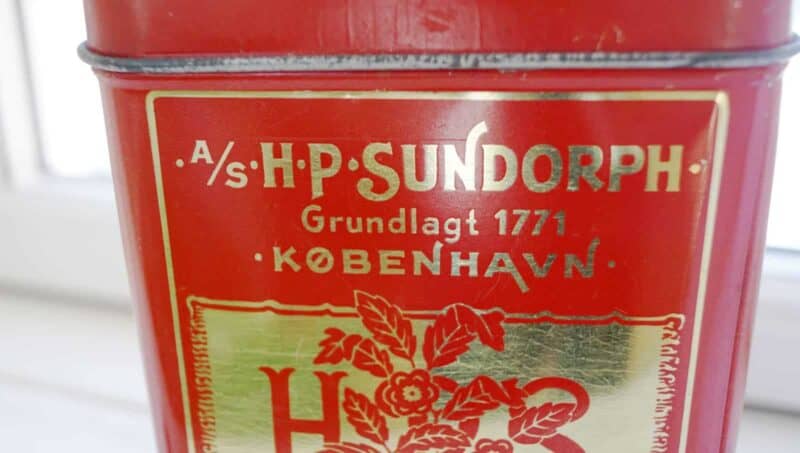 ·A/S·H·P·SUNDORPH·
Grundlagt 1771
·KØBENHAVN·
H